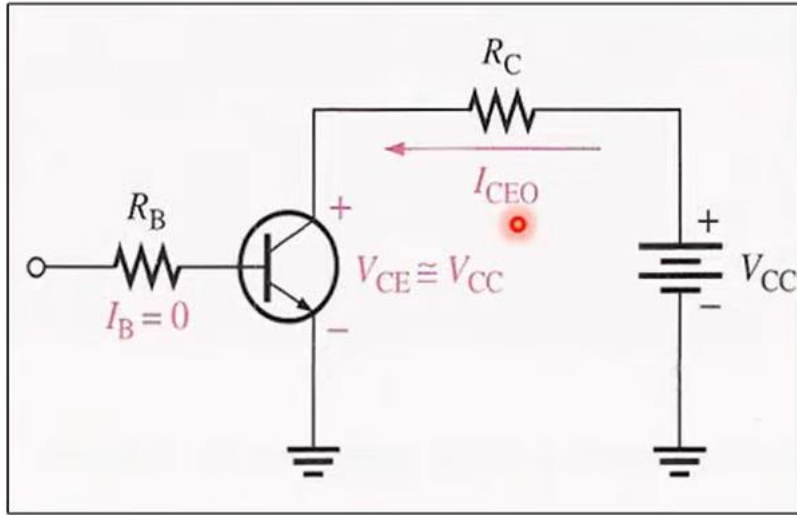 R_C
I_CEO
R_B
+
+
V_CE ≅ V_CC
V_CC
I_B = 0
−
−